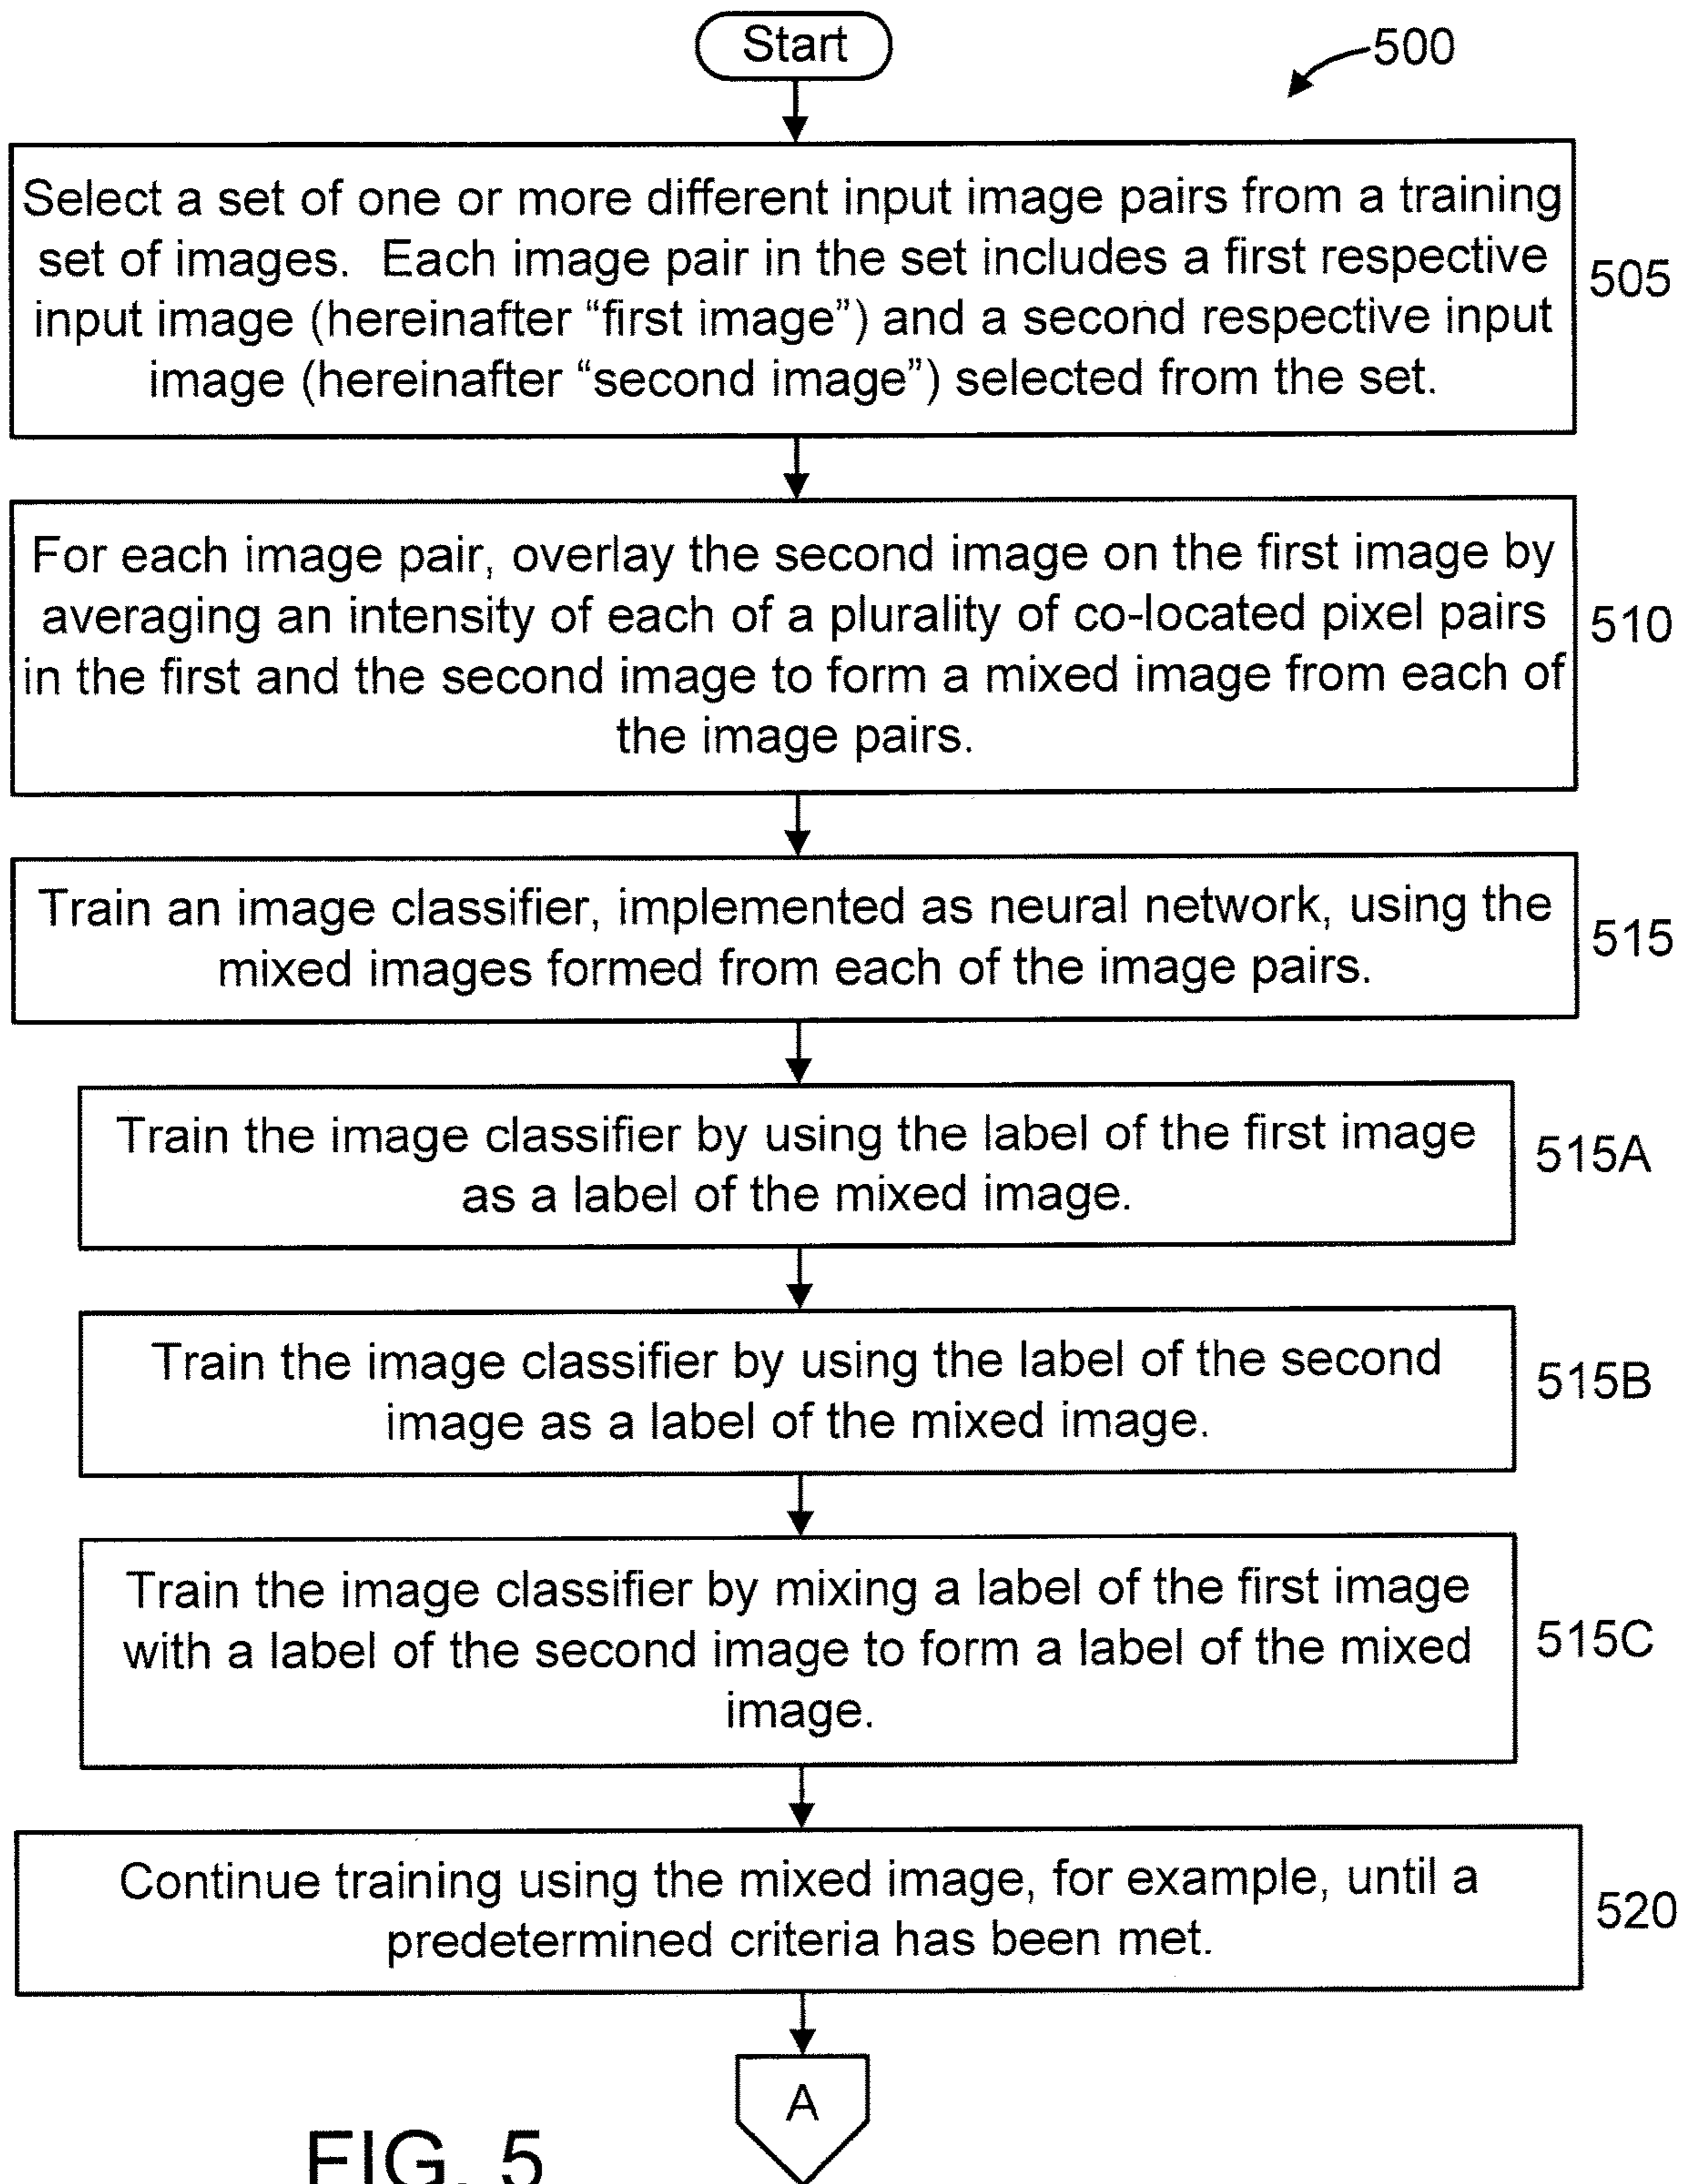 Start
500
Select a set of one or more different input image pairs from a training
set of images. Each image pair in the set includes a first respective
input image (hereinafter “first image”) and a second respective input
image (hereinafter “second image”) selected from the set.
505
For each image pair, overlay the second image on the first image by
averaging an intensity of each of a plurality of co-located pixel pairs
in the first and the second image to form a mixed image from each of
the image pairs.
510
Train an image classifier, implemented as neural network, using the
mixed images formed from each of the image pairs.
515
Train the image classifier by using the label of the first image
as a label of the mixed image.
515A
Train the image classifier by using the label of the second
image as a label of the mixed image.
515B
Train the image classifier by mixing a label of the first image
with a label of the second image to form a label of the mixed
image.
515C
Continue training using the mixed image, for example, until a
predetermined criteria has been met.
520
A
FIG. 5